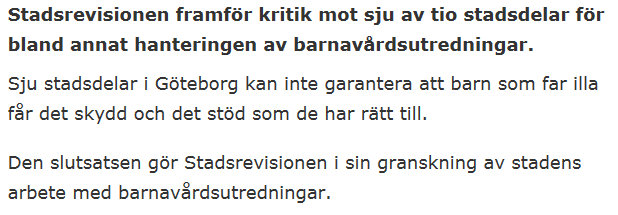 Stadsrevisionen framför kritik mot sju av tio stadsdelar för
bland annat hanteringen av barnavårdsutredningar.
Sju stadsdelar i Göteborg kan inte garantera att barn som far illa
får det skydd och det stöd som de har rätt till.
Den slutsatsen gör Stadsrevisionen i sin granskning av stadens
arbete med barnavårdsutredningar.